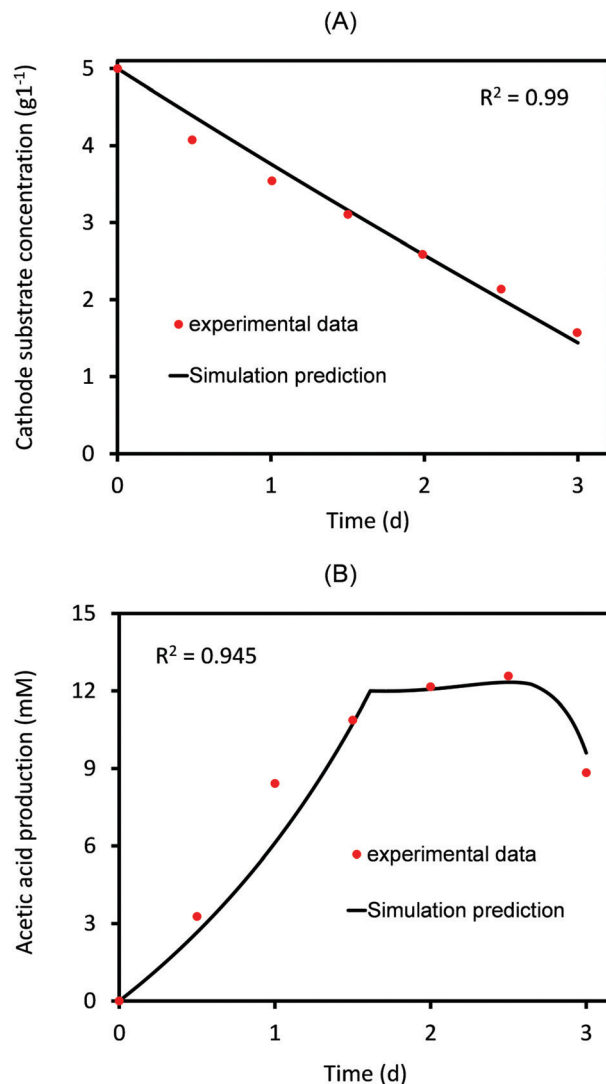 (A)
Cathode substrate concentration (g1⁻¹)
5
4
3
2
1
0
R² = 0.99
experimental data
Simulation prediction
0 1 2 3
Time (d)
(B)
Acetic acid production (mM)
15
12
9
6
3
0
R² = 0.945
experimental data
Simulation prediction
0 1 2 3
Time (d)